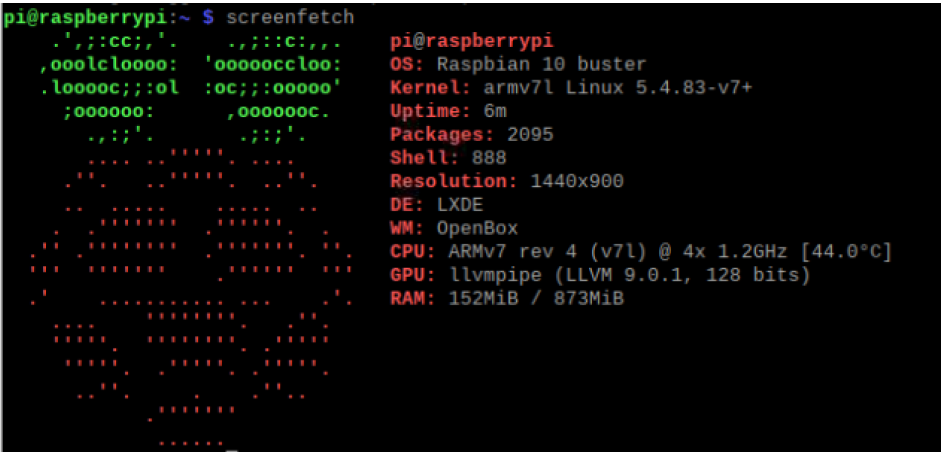 pi@raspberrypi:~ $ screenfetch
pi@raspberrypi
OS: Raspbian 10 buster
Kernel: armv7l Linux 5.4.83-v7+
Uptime: 6m
Packages: 2095
Shell: 888
Resolution: 1440x900
DE: LXDE
WM: OpenBox
CPU: ARMv7 rev 4 (v7l) @ 4x 1.2GHz [44.0°C]
GPU: llvmpipe (LLVM 9.0.1, 128 bits)
RAM: 152MiB / 873MiB